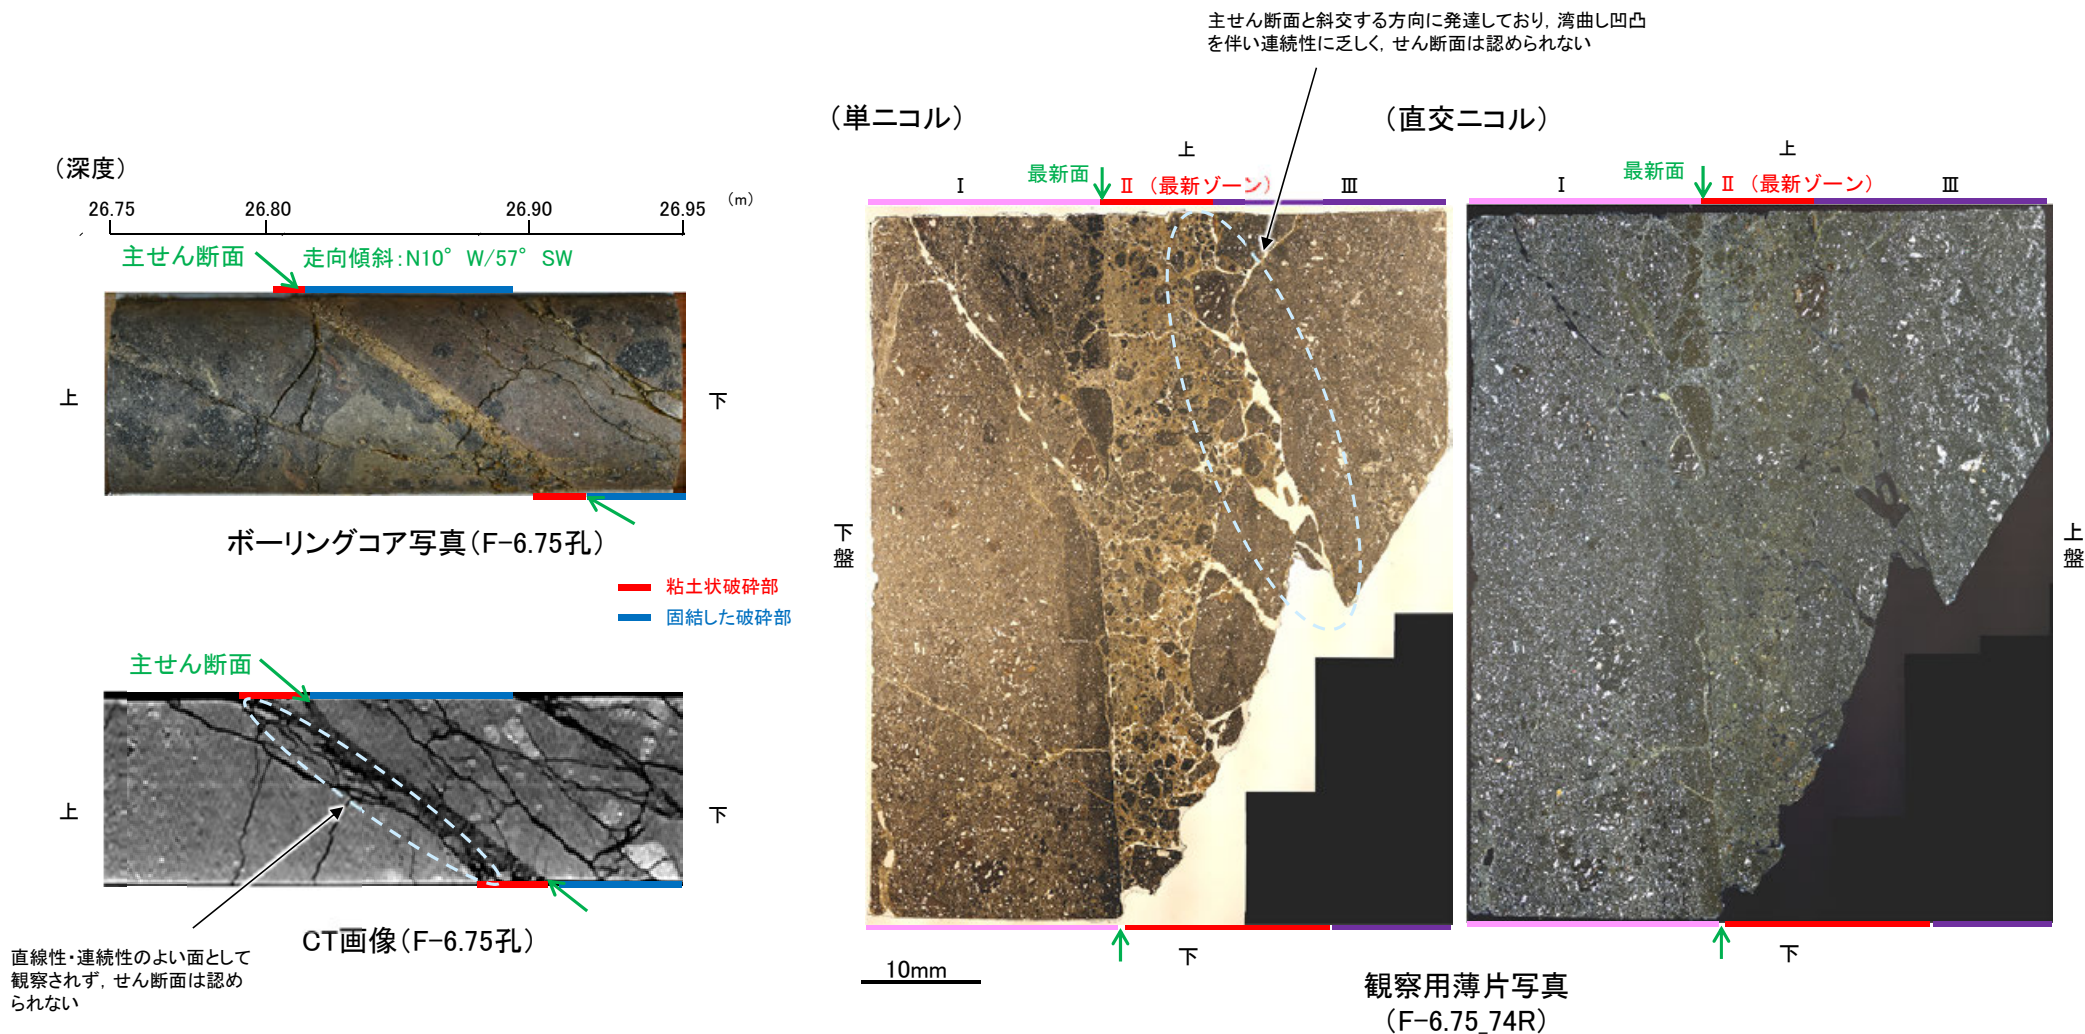 主せん断面と斜交する方向に発達しており, 湾曲し凹凸
を伴い連続性に乏しく, せん断面は認められない
（単ニコル）
（直交ニコル）
（深度）
上
上
最新面
Ⅰ
Ⅱ （最新ゾーン）
Ⅲ
最新面
Ⅰ
Ⅱ （最新ゾーン）
Ⅲ
26.75
26.80
26.90
26.95
(m)
主せん断面
走向傾斜：N10° W/57° SW
上
下
ボーリングコア写真（F-6.75孔）
下盤
上盤
粘土状破砕部
固結した破砕部
主せん断面
上
下
CT画像（F-6.75孔）
直線性・連続性のよい面として
観察されず, せん断面は認め
られない
下
下
10mm
観察用薄片写真
（F-6.75_74R）